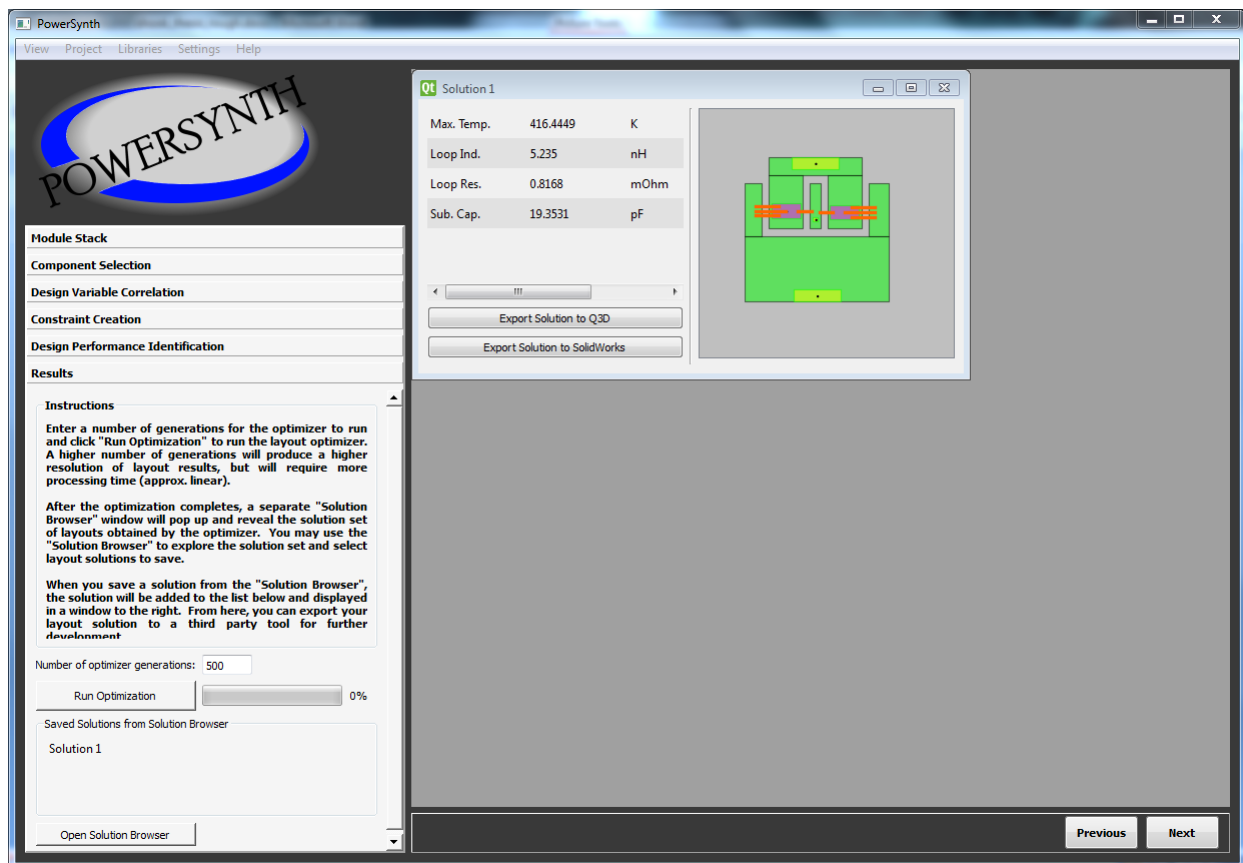 PowerSynth
View Project Libraries Settings Help
POWERSYNTH
Module Stack
Component Selection
Design Variable Correlation
Constraint Creation
Design Performance Identification
Results
Instructions
Enter a number of generations for the optimizer to run
and click "Run Optimization" to run the layout optimizer.
A higher number of generations will produce a higher
resolution of layout results, but will require more
processing time (approx. linear).
After the optimization completes, a separate "Solution
Browser" window will pop up and reveal the solution set
of layouts obtained by the optimizer. You may use the
"Solution Browser" to explore the solution set and select
layout solutions to save.
When you save a solution from the "Solution Browser",
the solution will be added to the list below and displayed
in a window to the right. From here, you can export your
layout solution to a third party tool for further
development.
Number of optimizer generations: 500
Run Optimization 0%
Saved Solutions from Solution Browser
Solution 1
Open Solution Browser
Qt Solution 1
Max. Temp. 416.4449 K
Loop Ind. 5.235 nH
Loop Res. 0.8168 mOhm
Sub. Cap. 19.3531 pF
Export Solution to Q3D
Export Solution to SolidWorks
Previous Next